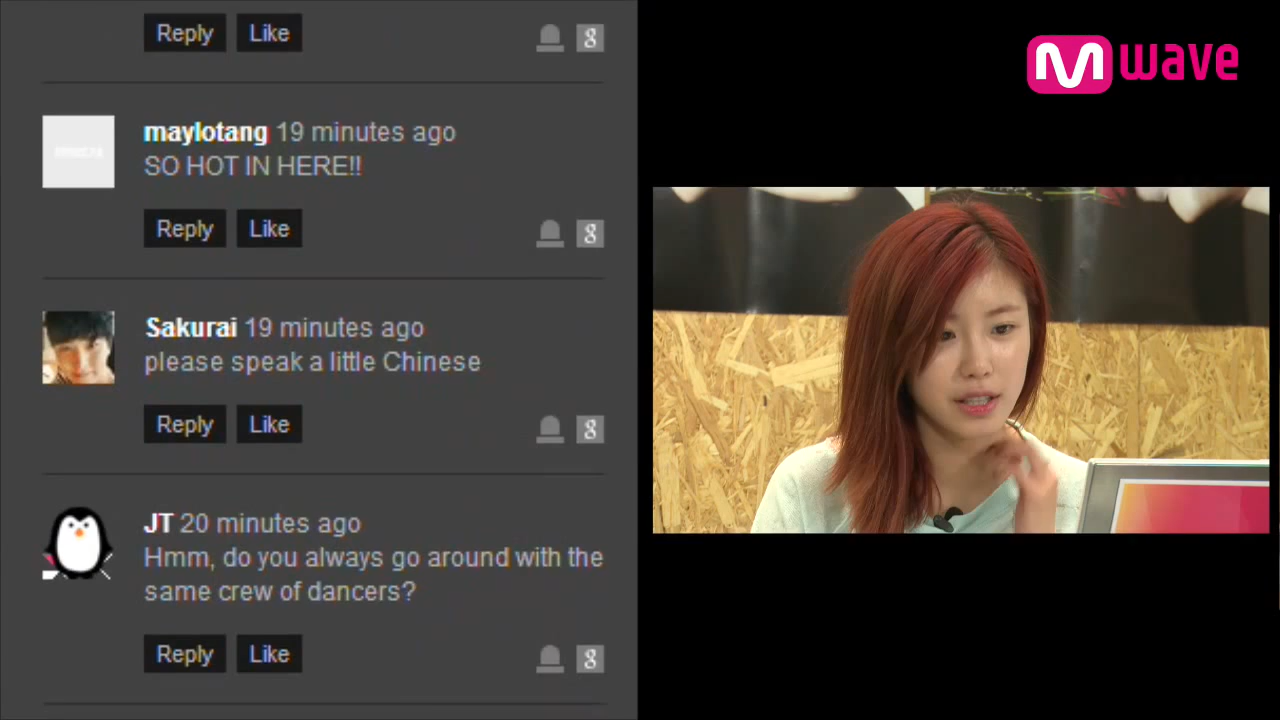 Reply Like
g
maylotang 19 minutes ago
SO HOT IN HERE!!
Reply Like
g
Sakurai 19 minutes ago
please speak a little Chinese
Reply Like
g
JT 20 minutes ago
Hmm, do you always go around with the
same crew of dancers?
Reply Like
g
M wave